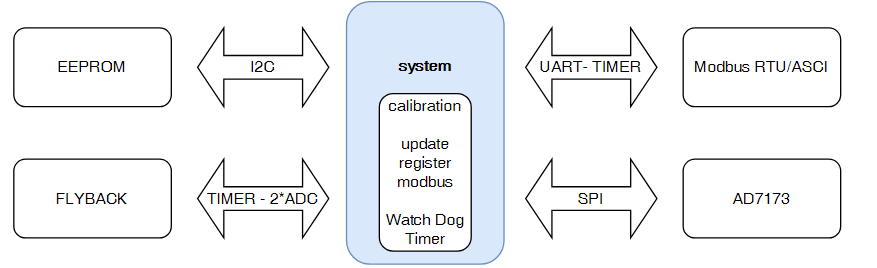 EEPROM
I2C
system
UART- TIMER
Modbus RTU/ASCI
calibration
update
register
modbus
Watch Dog
Timer
FLYBACK
TIMER - 2*ADC
SPI
AD7173